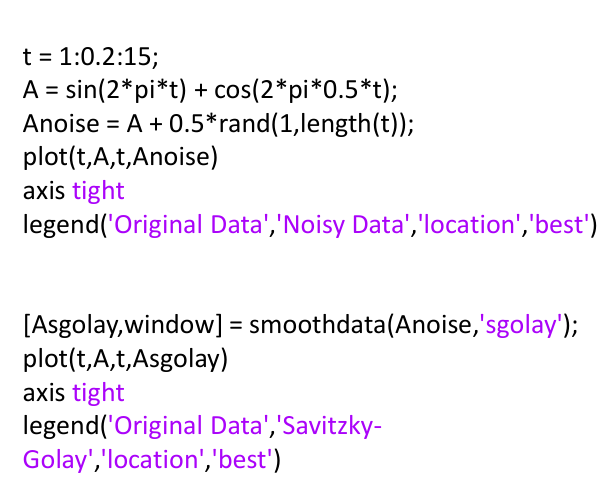 t = 1:0.2:15;
A = sin(2*pi*t) + cos(2*pi*0.5*t);
Anoise = A + 0.5*rand(1,length(t));
plot(t,A,t,Anoise)
axis tight
legend('Original Data','Noisy Data','location','best')
[Asgolay,window] = smoothdata(Anoise,'sgolay');
plot(t,A,t,Asgolay)
axis tight
legend('Original Data','Savitzky-
Golay','location','best')